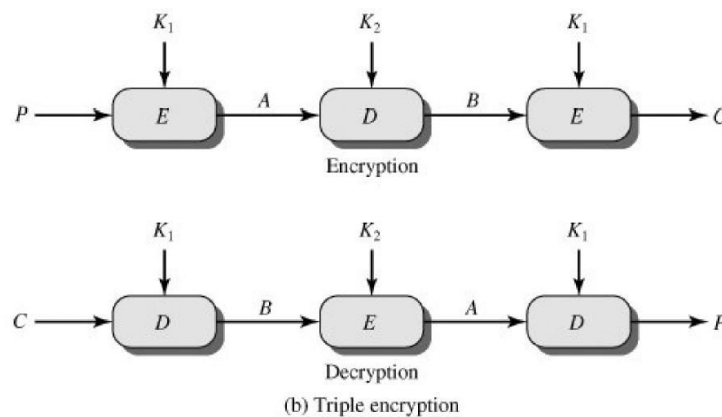 K₁ K₂ K₁
P E A D B E C
Encryption
K₁ K₂ K₁
C D B E A D P
Decryption
(b) Triple encryption